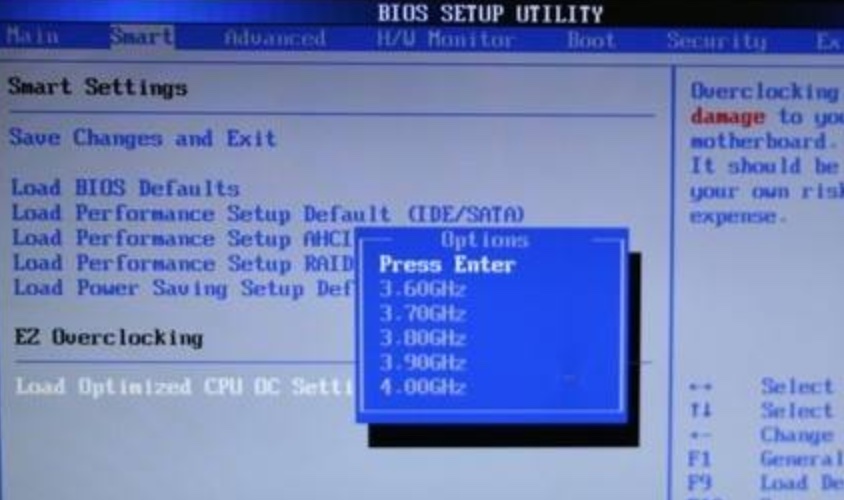 BIOS SETUP UTILITY
Main Smart Advanced H/W Monitor Boot Security Ex
Smart Settings
Save Changes and Exit
Load BIOS Defaults
Load Performance Setup Default (IDE/SATA)
Load Performance Setup AHCI
Load Performance Setup RAID
Load Power Saving Setup Def
EZ Overclocking
Load Optimized CPU OC Setti
Options
Press Enter
3.60GHz
3.70GHz
3.80GHz
3.90GHz
4.00GHz
Overclocking
damage to you
motherboard.
It should be
your own risk
expense.
←→ Select
↑↓ Select
+- Change
F1 General
F9 Load De